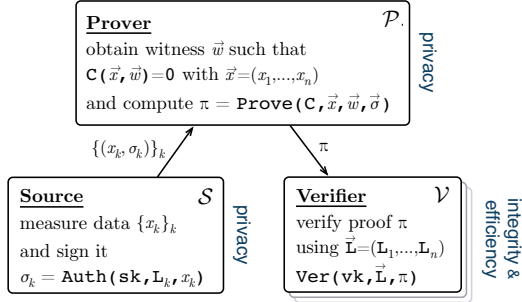 Prover 𝒫.
obtain witness w⃗ such that
C(x⃗,w⃗)=0 with x⃗=(x₁,...,xₙ)
and compute π = Prove(C,x⃗,w⃗,σ⃗)
privacy
{(xₖ,σₖ)}ₖ
π
Source 𝒮
measure data {xₖ}ₖ
and sign it
σₖ = Auth(sk,Lₖ,xₖ)
privacy
Verifier 𝒱
verify proof π
using L⃗=(L₁,...,Lₙ)
Ver(vk,L⃗,π)
integrity &
efficiency